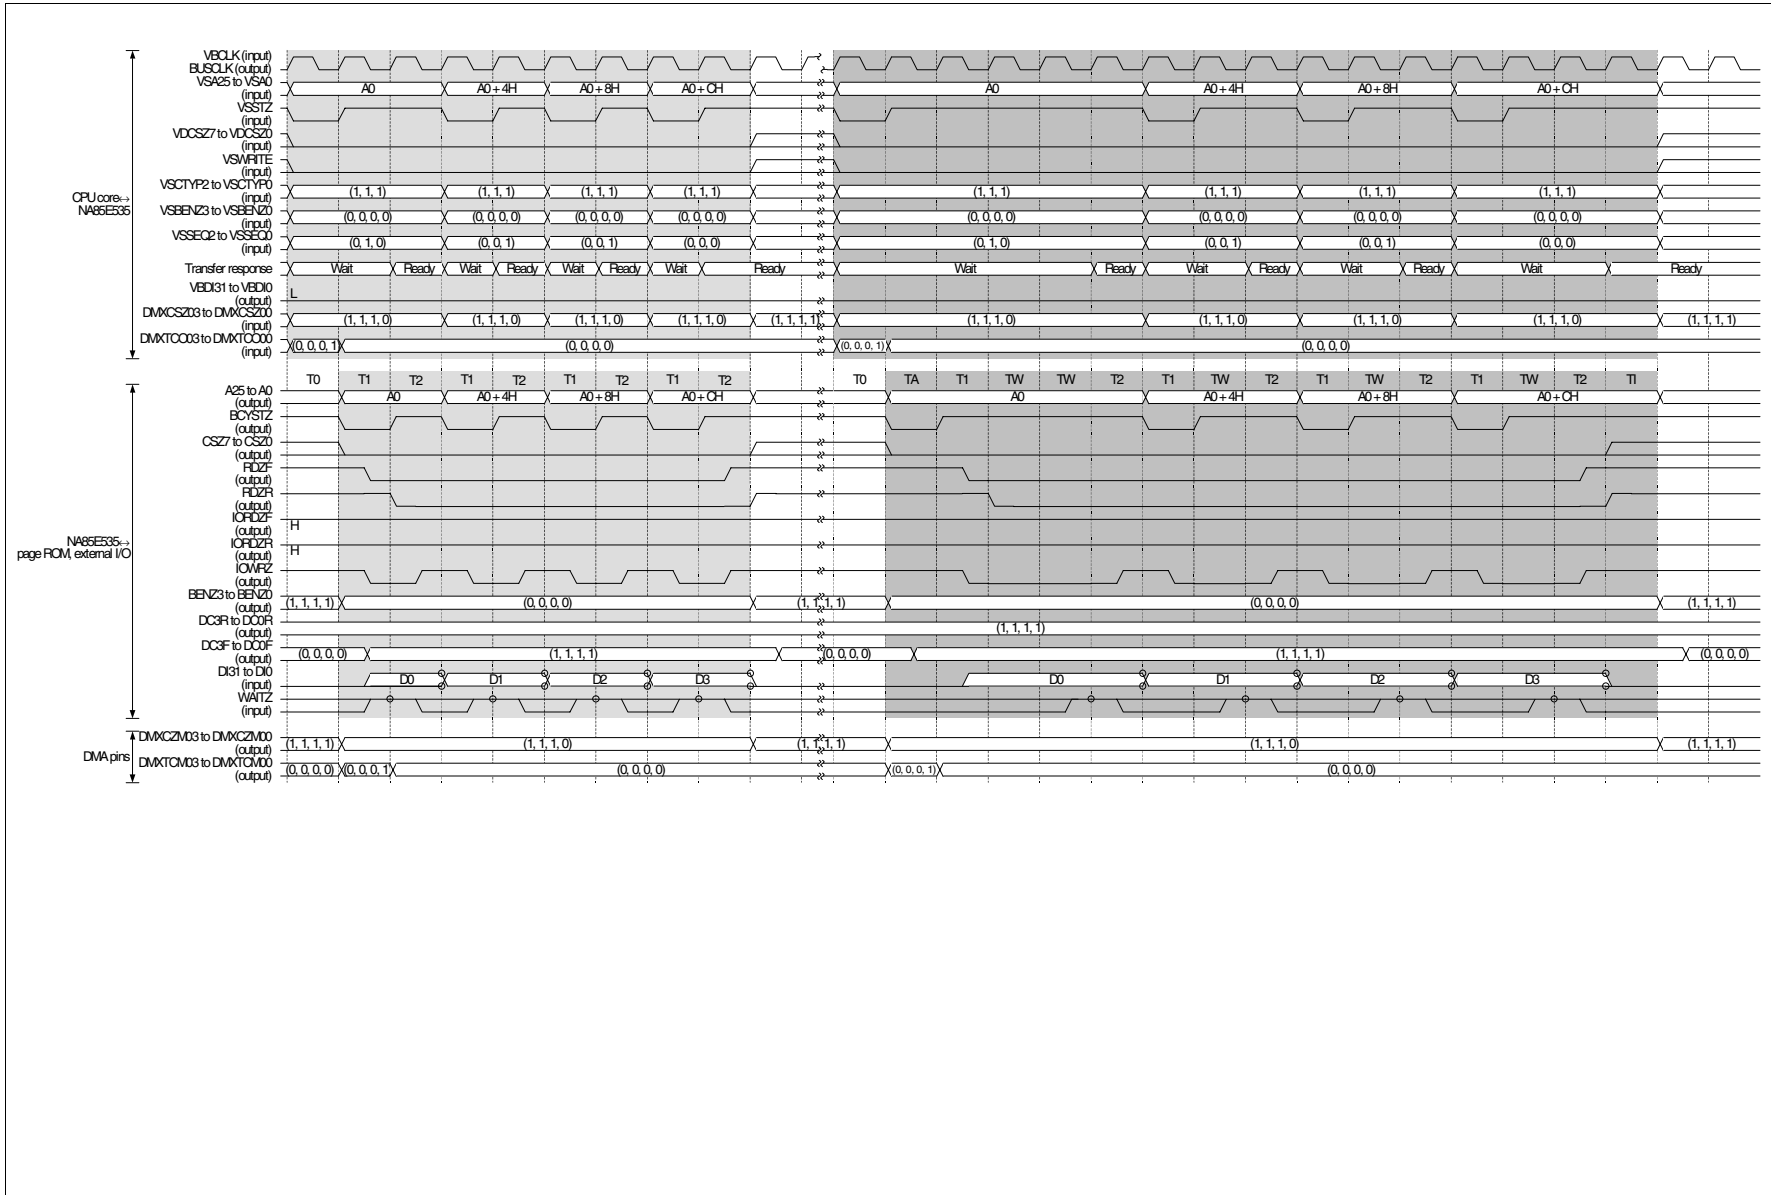 VBCLK (input)
BUSCLK (output)
VSA25 to VSA0 (input) A0 A0 + 4H A0 + 8H A0 + CH A0 A0 + 4H A0 + 8H A0 + CH
VSSTZ (input)
VDCSZ7 to VDCSZ0 (input)
VSWRITE (input)
CPU core↔ NA85E535
VSCTYP2 to VSCTYP0 (input) (1, 1, 1) (1, 1, 1) (1, 1, 1) (1, 1, 1) (1, 1, 1) (1, 1, 1) (1, 1, 1) (1, 1, 1)
VSBENZ3 to VSBENZ0 (input) (0, 0, 0, 0) (0, 0, 0, 0) (0, 0, 0, 0) (0, 0, 0, 0) (0, 0, 0, 0) (0, 0, 0, 0) (0, 0, 0, 0) (0, 0, 0, 0)
VSSEQ2 to VSSEQ0 (input) (0, 1, 0) (0, 0, 1) (0, 0, 1) (0, 0, 0) (0, 1, 0) (0, 0, 1) (0, 0, 1) (0, 0, 0)
Transfer response Wait Ready Wait Ready Wait Ready Wait Ready Wait Ready Wait Ready Wait Ready Wait Ready
VBDI31 to VBDI0 (output) L
DMXCSZ03 to DMXCSZ00 (input) (1, 1, 1, 0) (1, 1, 1, 0) (1, 1, 1, 0) (1, 1, 1, 0) (1, 1, 1, 1) (1, 1, 1, 0) (1, 1, 1, 0) (1, 1, 1, 0) (1, 1, 1, 0) (1, 1, 1, 1)
DMXTCO03 to DMXTCO00 (input) (0, 0, 0, 1) (0, 0, 0, 0) (0, 0, 0, 1) (0, 0, 0, 0)
T0 T1 T2 T1 T2 T1 T2 T1 T2 T0 TA T1 TW TW T2 T1 TW T2 T1 TW T2 T1 TW T2 TI
A25 to A0 (output) A0 A0 + 4H A0 + 8H A0 + CH A0 A0 + 4H A0 + 8H A0 + CH
BCYSTZ (output)
CSZ7 to CSZ0 (output)
RDZF (output)
RDZR (output)
IORDZF (output) H
NA85E535↔ page ROM, external I/O
IORDZR (output) H
IOWRZ (output)
BENZ3 to BENZ0 (output) (1, 1, 1, 1) (0, 0, 0, 0) (1, 1, 1, 1) (0, 0, 0, 0) (1, 1, 1, 1)
DC3R to DC0R (output) (1, 1, 1, 1)
DC3F to DC0F (output) (0, 0, 0, 0) (1, 1, 1, 1) (0, 0, 0, 0) (1, 1, 1, 1) (0, 0, 0, 0)
DI31 to DI0 (input) D0 D1 D2 D3 D0 D1 D2 D3
WAITZ (input)
DMXCZM03 to DMXCZM00 (output) (1, 1, 1, 1) (1, 1, 1, 0) (1, 1, 1, 1) (1, 1, 1, 0) (1, 1, 1, 1)
DMA pins
DMXTCM03 to DMXTCM00 (output) (0, 0, 0, 0) (0, 0, 0, 1) (0, 0, 0, 0) (0, 0, 0, 1) (0, 0, 0, 0)